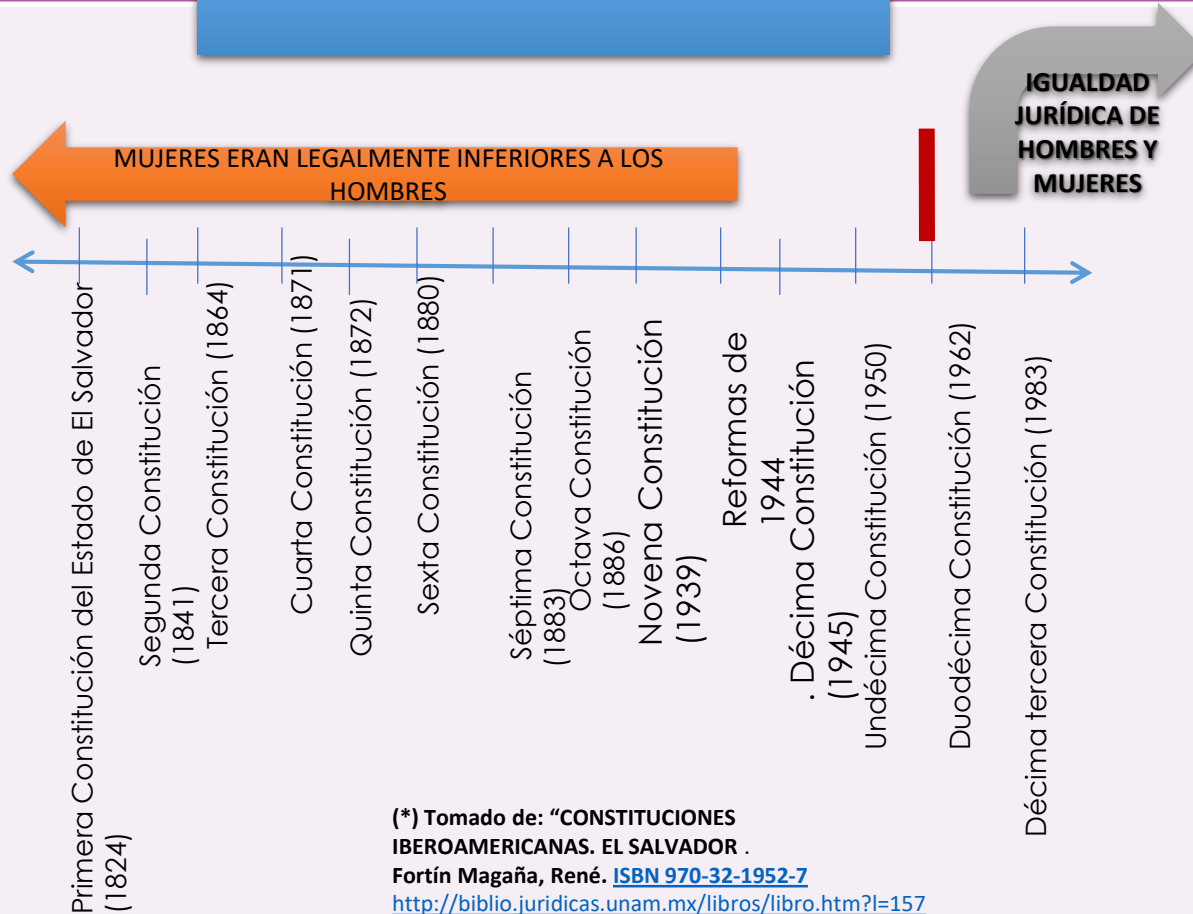 IGUALDAD
JURÍDICA DE
HOMBRES Y
MUJERES
MUJERES ERAN LEGALMENTE INFERIORES A LOS
HOMBRES
Primera Constitución del Estado de El Salvador
(1824)
Segunda Constitución
(1841)
Tercera Constitución (1864)
Cuarta Constitución (1871)
Quinta Constitución (1872)
Sexta Constitución (1880)
Séptima Constitución
(1883)
Octava Constitución
(1886)
Novena Constitución
(1939)
Reformas de
1944
. Décima Constitución
(1945)
Undécima Constitución (1950)
Duodécima Constitución (1962)
Décima tercera Constitución (1983)
(*) Tomado de: “CONSTITUCIONES
IBEROAMERICANAS. EL SALVADOR .
Fortín Magaña, René. ISBN 970-32-1952-7
http://biblio.juridicas.unam.mx/libros/libro.htm?l=157